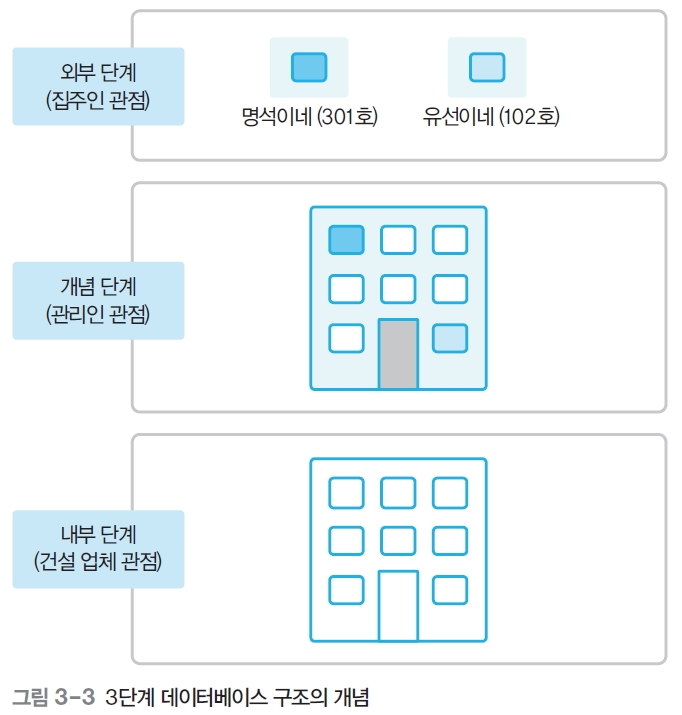 외부 단계
(집주인 관점)
명석이네 (301호)
유선이네 (102호)
개념 단계
(관리인 관점)
내부 단계
(건설 업체 관점)
그림 3-3 3단계 데이터베이스 구조의 개념